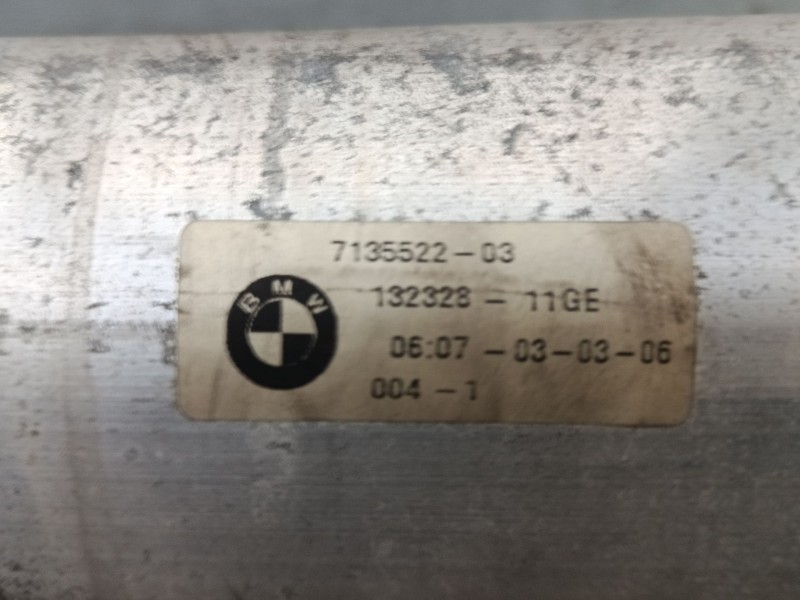 7135522-03
BMW
132328 - 11GE
06:07 - 03-03-06
004 - 1